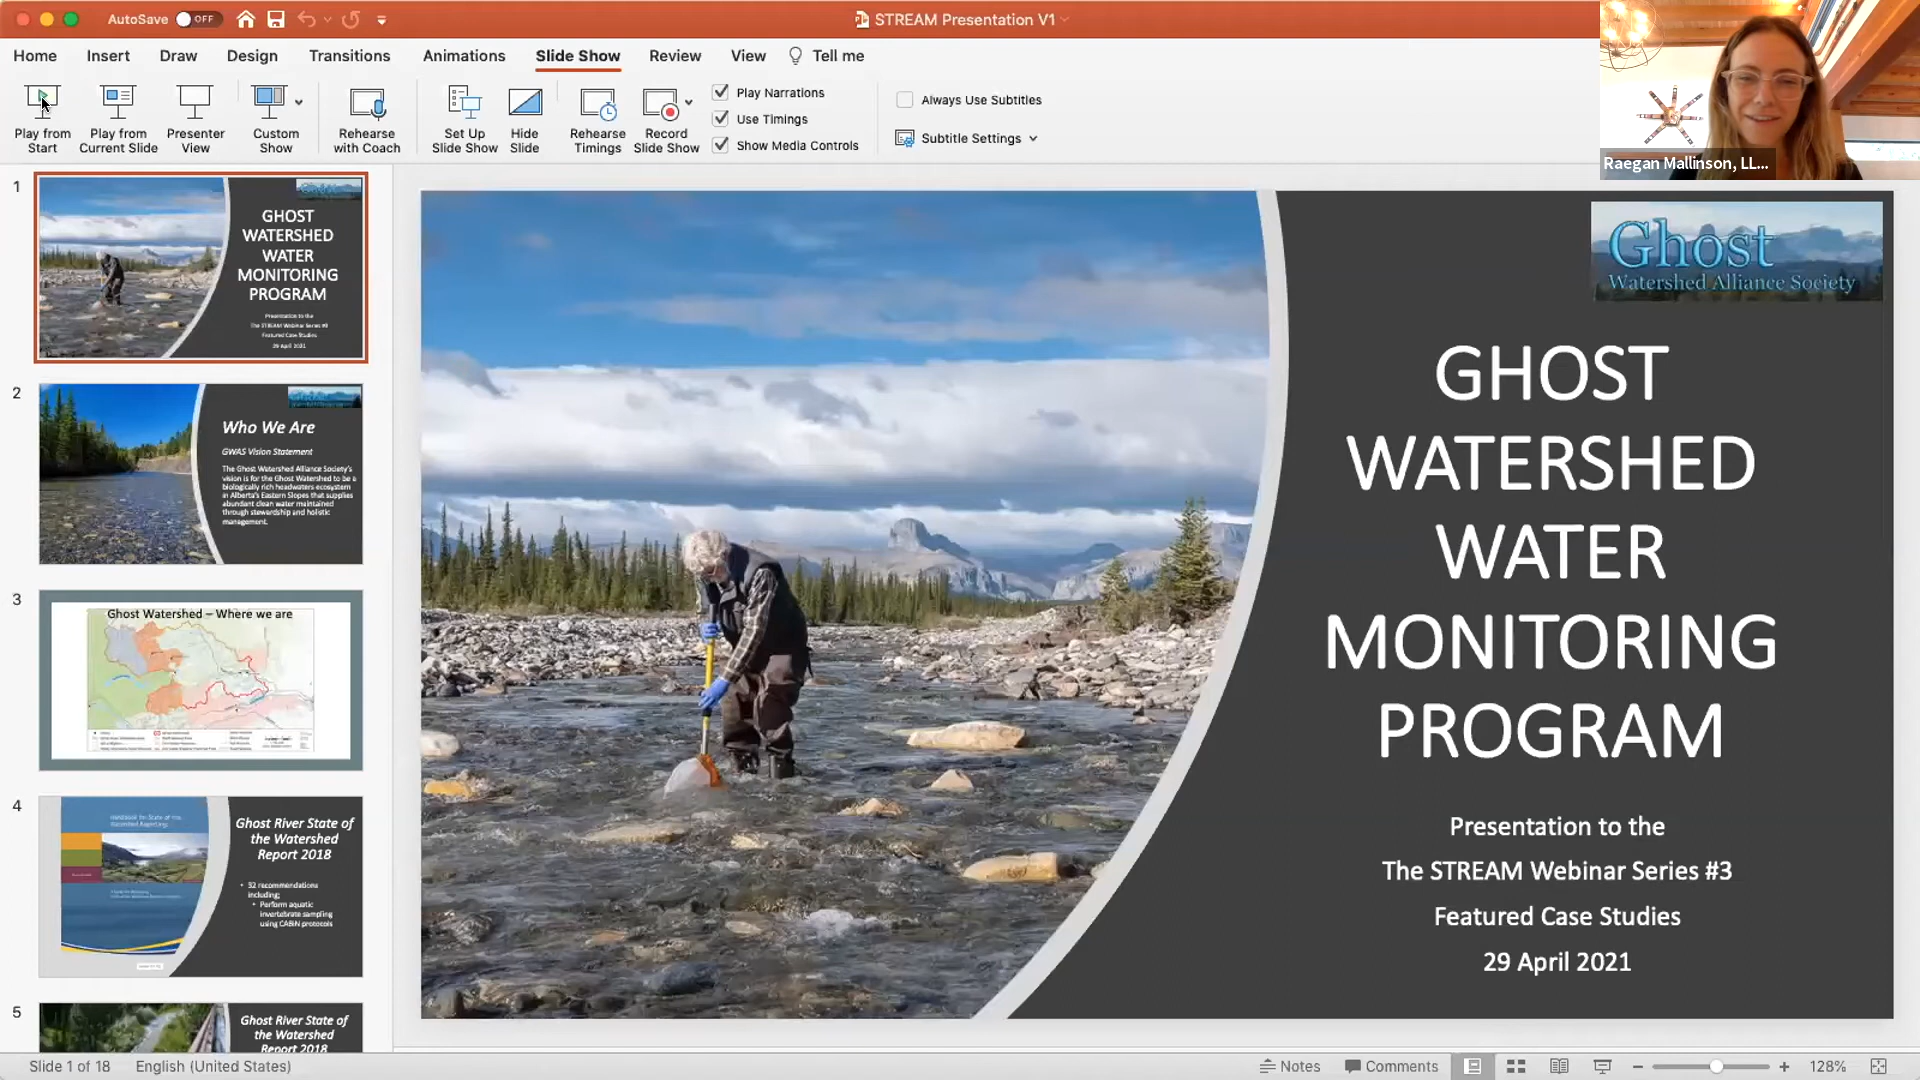 AutoSave OFF
STREAM Presentation V1
Home Insert Draw Design Transitions Animations Slide Show Review View Tell me
Play from Start
Play from Current Slide
Presenter View
Custom Show
Rehearse with Coach
Set Up Slide Show
Hide Slide
Rehearse Timings
Record Slide Show
Play Narrations
Use Timings
Show Media Controls
Always Use Subtitles
Subtitle Settings
Raegan Mallinson, LL...
1
GHOST
WATERSHED
WATER
MONITORING
PROGRAM
Presentation to the
The STREAM Webinar Series #3
Featured Case Studies
29 April 2021
2
Who We Are
GWAS Vision Statement
The Ghost Watershed Alliance Society's
vision is for the Ghost Watershed to be a
biologically rich headwaters ecosystem
in Alberta's Eastern Slopes that supplies
abundant clean water maintained
through stewardship and holistic
management.
3
Ghost Watershed – Where we are
4
Handbook for State of the
Watershed Reporting
Ghost River State of
the Watershed
Report 2018
• 32 recommendations
including:
• Perform aquatic
invertebrate sampling
using CABiN protocols
5
Ghost River State of
the Watershed
Report 2018
Ghost
Watershed Alliance Society
GHOST
WATERSHED
WATER
MONITORING
PROGRAM
Presentation to the
The STREAM Webinar Series #3
Featured Case Studies
29 April 2021
Slide 1 of 18 English (United States)
Notes Comments 128%